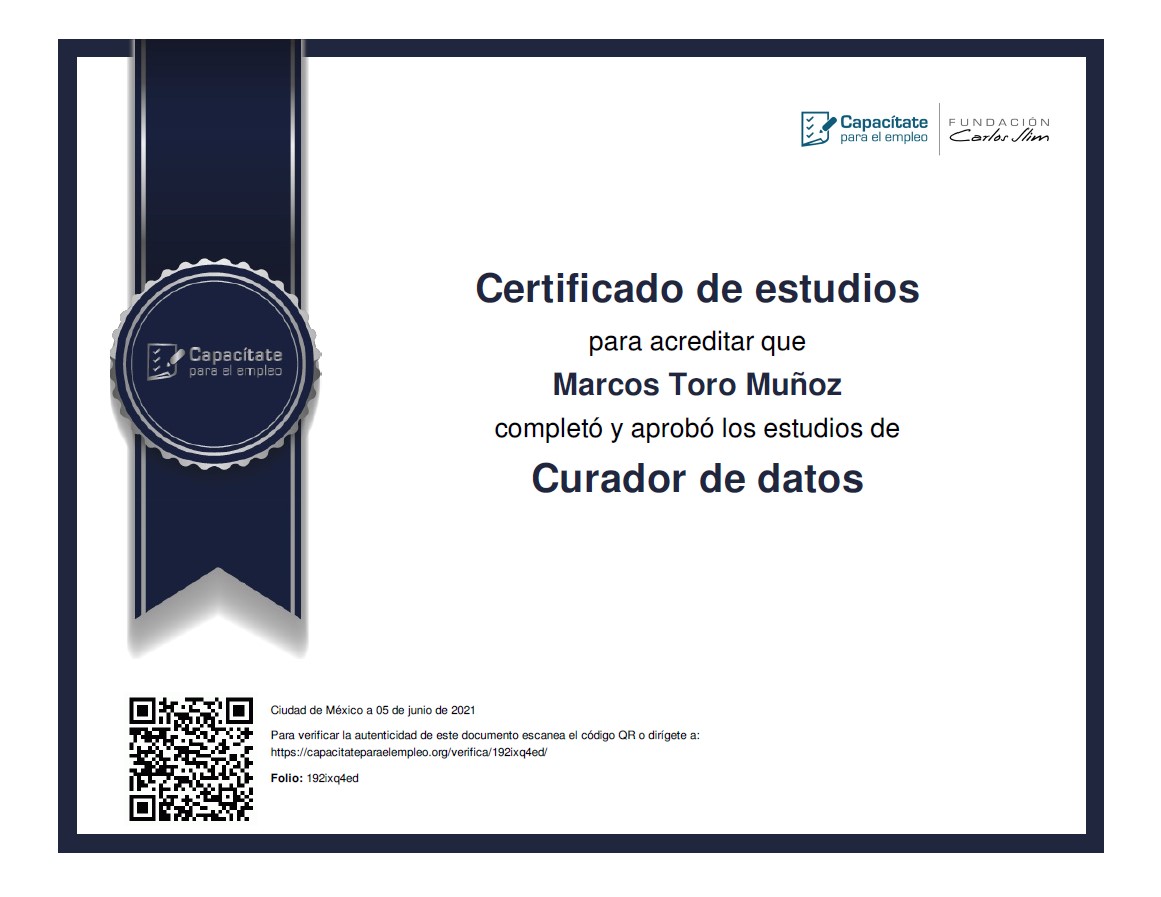 Capacítate
para el empleo
FUNDACIÓN
Carlos Slim
Certificado de estudios
para acreditar que
Marcos Toro Muñoz
completó y aprobó los estudios de
Curador de datos
Capacítate
para el empleo
Ciudad de México a 05 de junio de 2021
Para verificar la autenticidad de este documento escanea el código QR o dirígete a:
https://capacitateparaelempleo.org/verifica/192ixq4ed/
Folio: 192ixq4ed